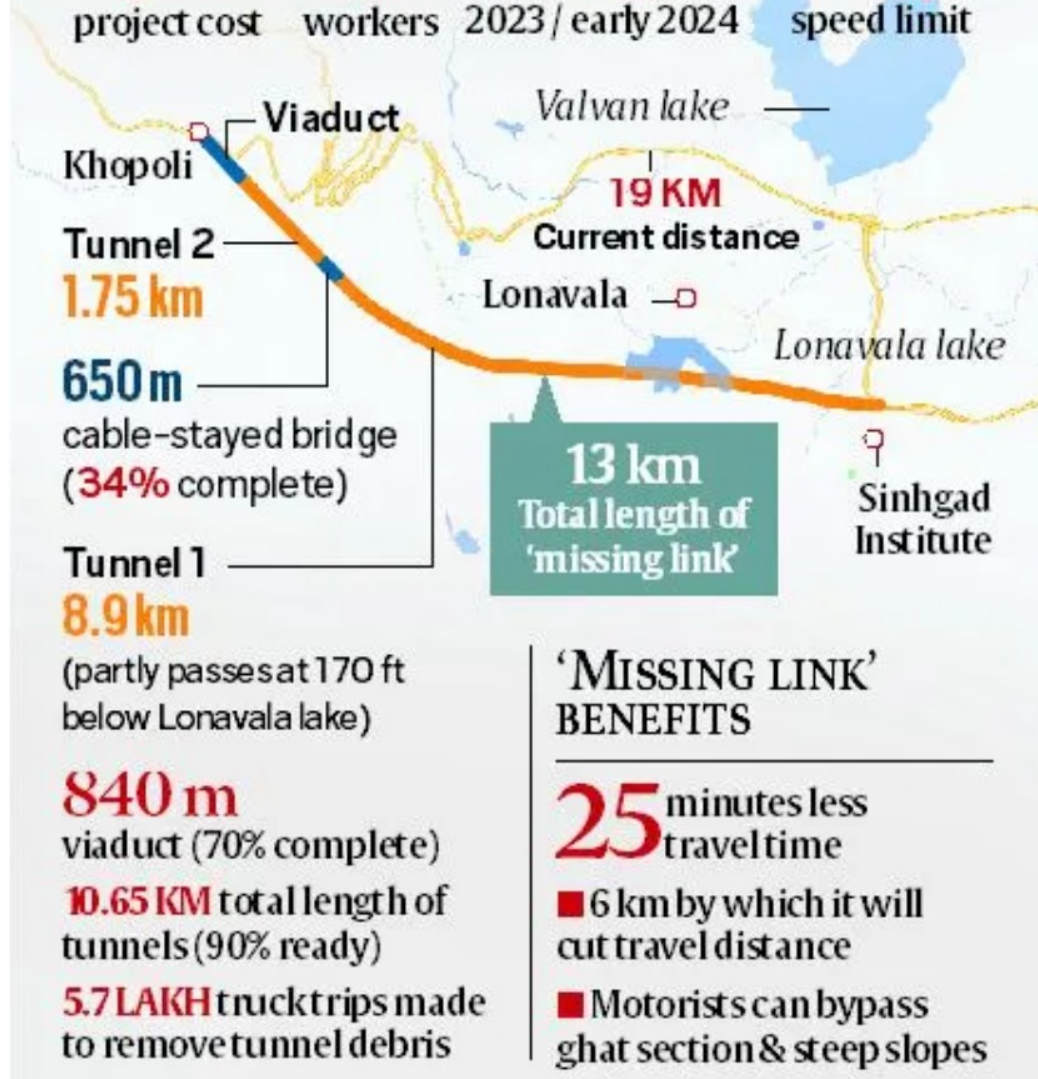 project cost workers 2023 / early 2024 speed limit
Viaduct
Valvan lake
Khopoli
19 KM
Current distance
Tunnel 2
1.75 km
Lonavala
Lonavala lake
650 m
cable-stayed bridge
(34% complete)
13 km
Total length of
'missing link'
Sinhgad
Institute
Tunnel 1
8.9 km
(partly passes at 170 ft
below Lonavala lake)
840 m
viaduct (70% complete)
10.65 KM total length of
tunnels (90% ready)
5.7 LAKH truck trips made
to remove tunnel debris
'MISSING LINK'
BENEFITS
25 minutes less
travel time
■ 6 km by which it will
cut travel distance
■ Motorists can bypass
ghat section & steep slopes